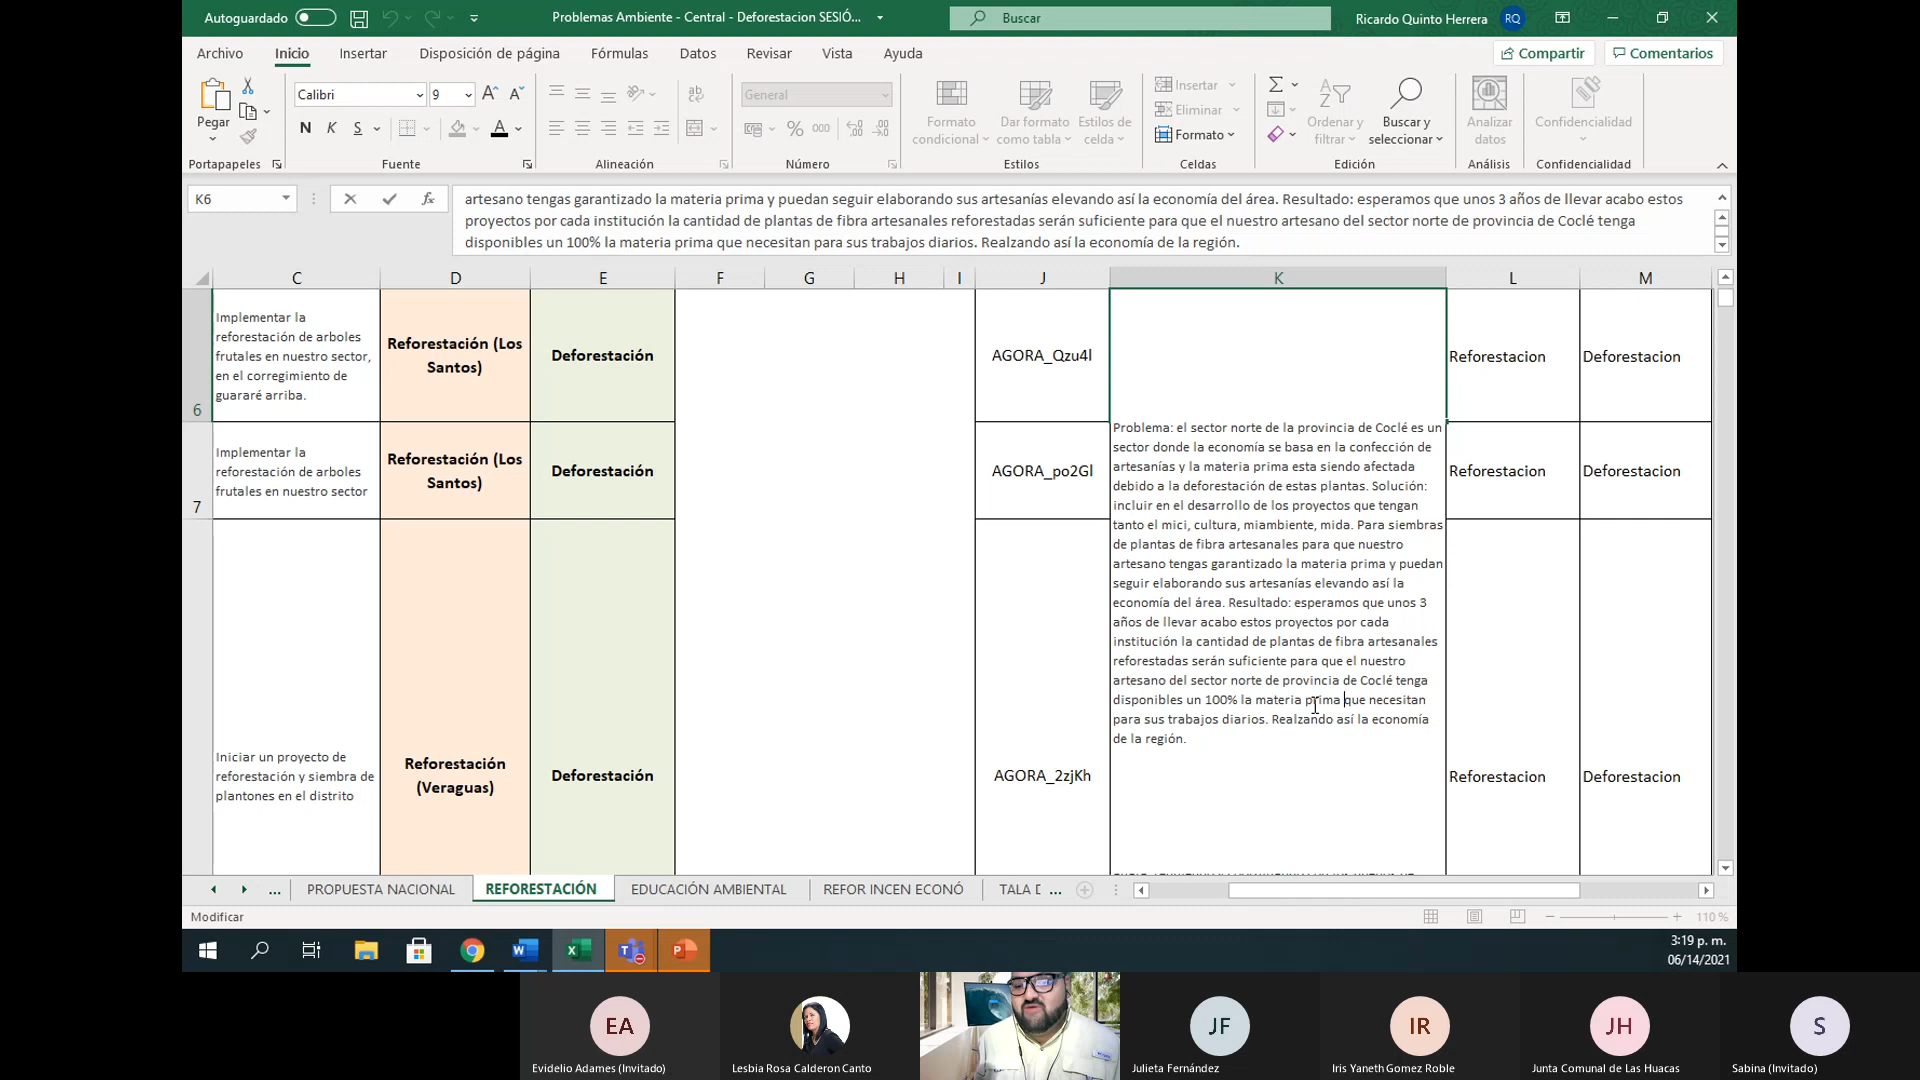 Autoguardado
Problemas Ambiente - Central - Deforestacion SESIÓ...
Buscar
Ricardo Quinto Herrera
RQ
Archivo
Inicio
Insertar
Disposición de página
Fórmulas
Datos
Revisar
Vista
Ayuda
Compartir
Comentarios
Pegar
Calibri
9
N K S
General
Formato
condicional
Dar formato
como tabla
Estilos de
celda
Insertar
Eliminar
Formato
Ordenar y
filtrar
Buscar y
seleccionar
Analizar
datos
Confidencialidad
Portapapeles
Fuente
Alineación
Número
Estilos
Celdas
Edición
Análisis
Confidencialidad
K6
artesano tengas garantizado la materia prima y puedan seguir elaborando sus artesanías elevando así la economía del área. Resultado: esperamos que unos 3 años de llevar acabo estos
proyectos por cada institución la cantidad de plantas de fibra artesanales reforestadas serán suficiente para que el nuestro artesano del sector norte de provincia de Coclé tenga
disponibles un 100% la materia prima que necesitan para sus trabajos diarios. Realzando así la economía de la región.
C D E F G H I J K L M
6
Implementar la
reforestación de arboles
frutales en nuestro sector,
en el corregimiento de
guararé arriba.
Reforestación (Los
Santos)
Deforestación
AGORA_Qzu4l
Reforestacion
Deforestacion
7
Implementar la
reforestación de arboles
frutales en nuestro sector
Reforestación (Los
Santos)
Deforestación
AGORA_po2Gl
Problema: el sector norte de la provincia de Coclé es un
sector donde la economía se basa en la confección de
artesanías y la materia prima esta siendo afectada
debido a la deforestación de estas plantas. Solución:
incluir en el desarrollo de los proyectos que tengan
tanto el mici, cultura, miambiente, mida. Para siembras
de plantas de fibra artesanales para que nuestro
artesano tengas garantizado la materia prima y puedan
seguir elaborando sus artesanías elevando así la
economía del área. Resultado: esperamos que unos 3
años de llevar acabo estos proyectos por cada
institución la cantidad de plantas de fibra artesanales
reforestadas serán suficiente para que el nuestro
artesano del sector norte de provincia de Coclé tenga
disponibles un 100% la materia prima que necesitan
para sus trabajos diarios. Realzando así la economía
de la región.
Reforestacion
Deforestacion
Iniciar un proyecto de
reforestación y siembra de
plantones en el distrito
Reforestación
(Veraguas)
Deforestación
AGORA_2zjKh
Reforestacion
Deforestacion
...
PROPUESTA NACIONAL
REFORESTACIÓN
EDUCACIÓN AMBIENTAL
REFOR INCEN ECONÓ
TALA D ...
Modificar
110 %
3:19 p. m.
06/14/2021
EA
JF
IR
JH
S
Evidelio Adames (Invitado)
Lesbia Rosa Calderon Canto
Julieta Fernández
Iris Yaneth Gomez Roble
Junta Comunal de Las Huacas
Sabina (Invitado)